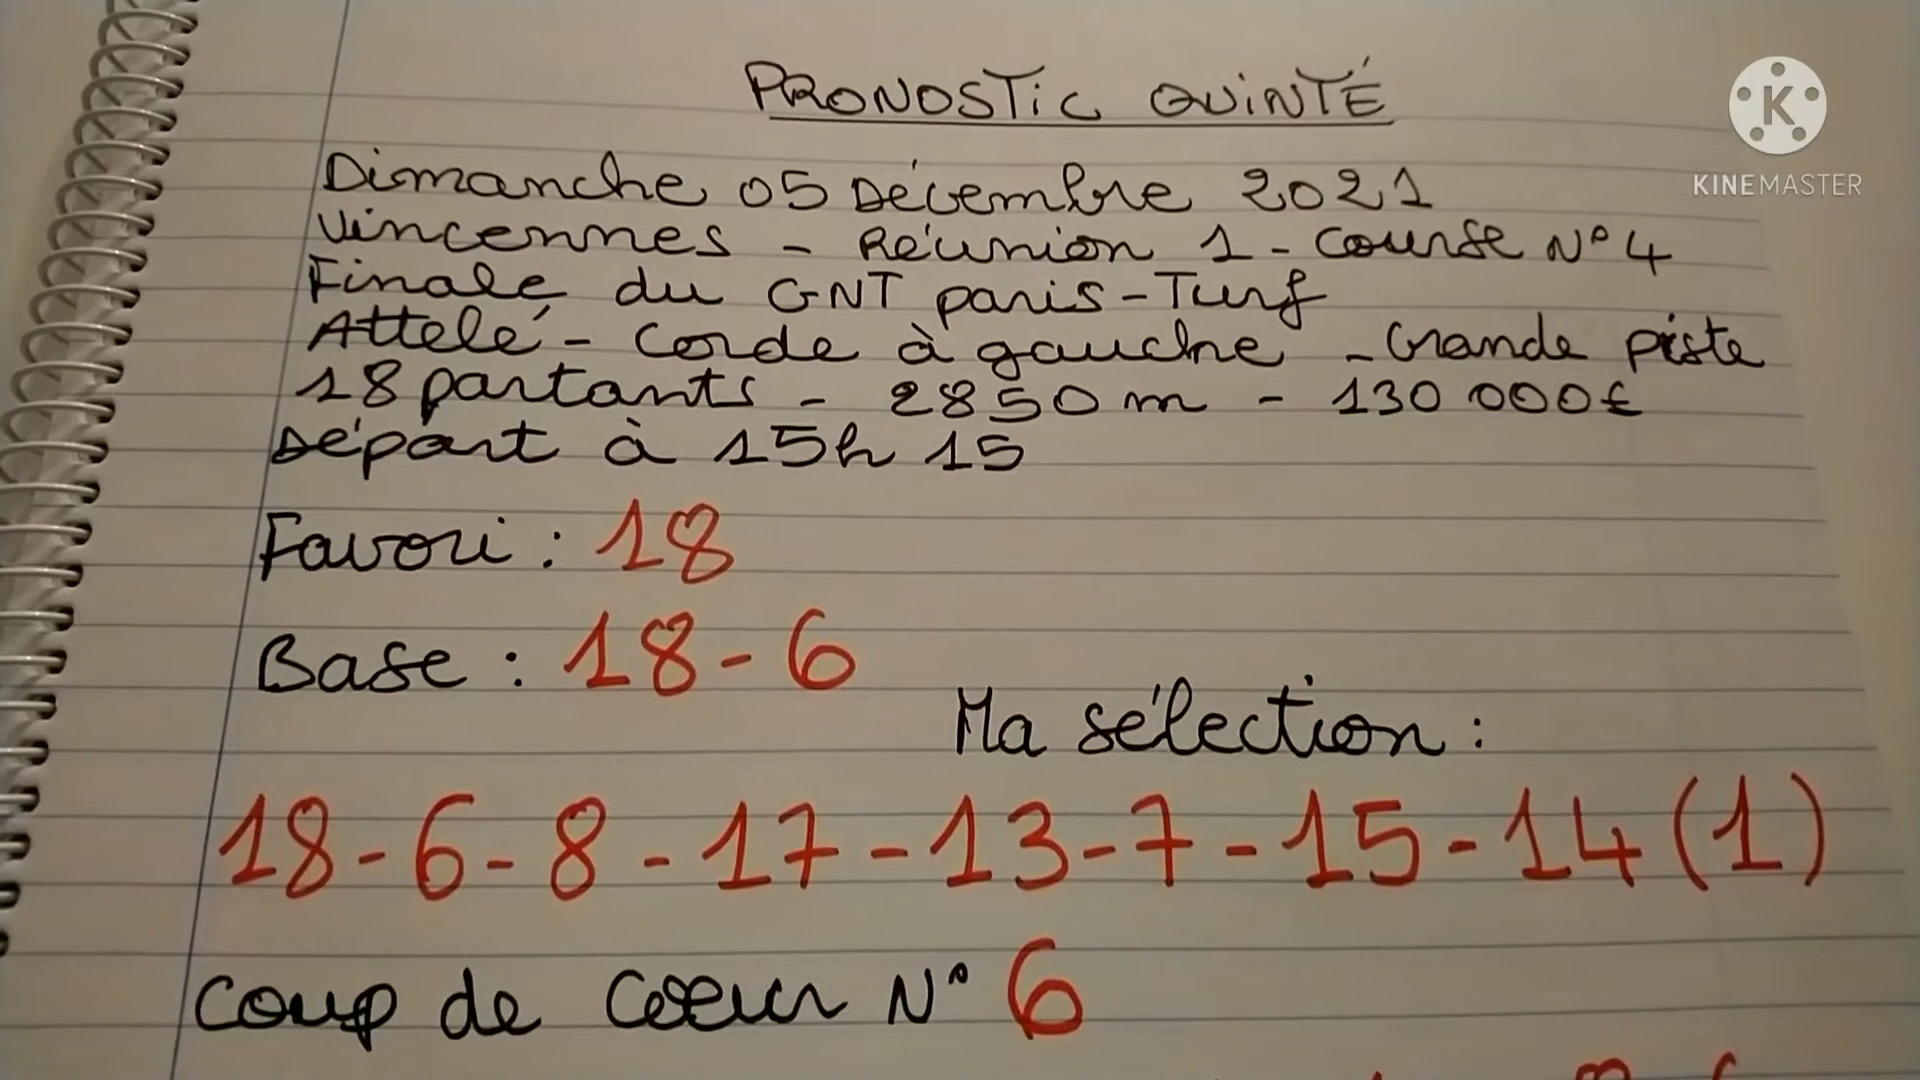 PRONOSTIC QUINTÉ
K
KINEMASTER
Dimanche 05 Décembre 2021
Vincennes - Réunion 1 - Course N° 4
Finale du GNT paris-Turf
Attelé - Corde à gauche - Grande piste
18 partants - 2850 m - 130 000€
Départ à 15h 15
Favori : 18
Base : 18-6
Ma sélection :
18-6-8-17-13-7-15-14(1)
Coup de Coeur N° 6